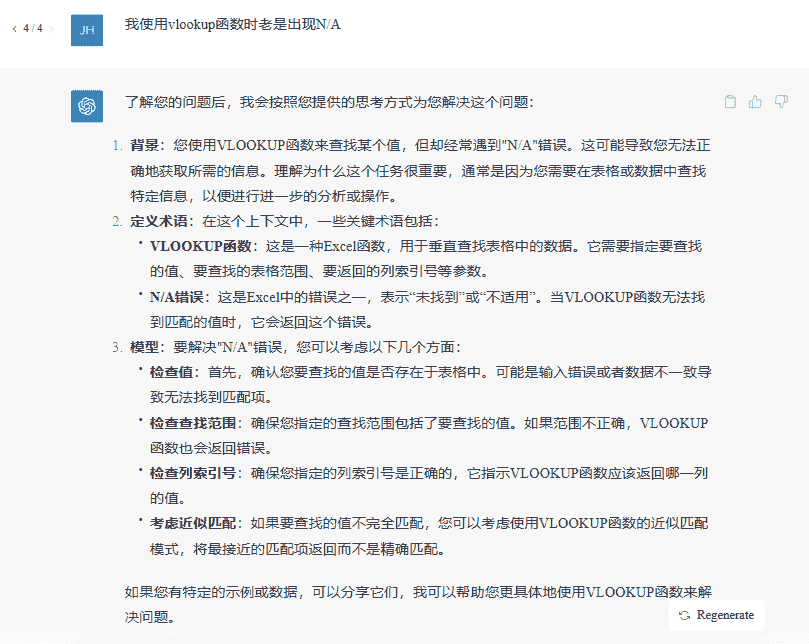 < 4 / 4 >
JH
我使用vlookup函数时老是出现N/A
了解您的问题后，我会按照您提供的思考方式为您解决这个问题：
1. 背景：您使用VLOOKUP函数来查找某个值，但却经常遇到"N/A"错误。这可能导致您无法正
确地获取所需的信息。理解为什么这个任务很重要，通常是因为您需要在表格或数据中查找
特定信息，以便进行进一步的分析或操作。
2. 定义术语：在这个上下文中，一些关键术语包括：
• VLOOKUP函数：这是一种Excel函数，用于垂直查找表格中的数据。它需要指定要查找
的值、要查找的表格范围、要返回的列索引号等参数。
• N/A错误：这是Excel中的错误之一，表示“未找到”或“不适用”。当VLOOKUP函数无法找
到匹配的值时，它会返回这个错误。
3. 模型：要解决"N/A"错误，您可以考虑以下几个方面：
• 检查值：首先，确认您要查找的值是否存在于表格中。可能是输入错误或者数据不一致导
致无法找到匹配项。
• 检查查找范围：确保您指定的查找范围包括了要查找的值。如果范围不正确，VLOOKUP
函数也会返回错误。
• 检查列索引号：确保您指定的列索引号是正确的，它指示VLOOKUP函数应该返回哪一列
的值。
• 考虑近似匹配：如果要查找的值不完全匹配，您可以考虑使用VLOOKUP函数的近似匹配
模式，将最接近的匹配项返回而不是精确匹配。
如果您有特定的示例或数据，可以分享它们，我可以帮助您更具体地使用VLOOKUP函数来解
决问题。
Regenerate